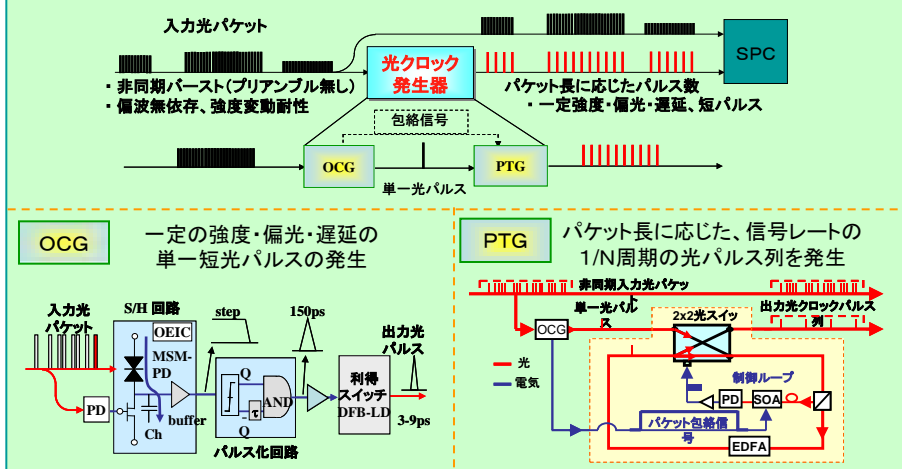 入力光パケット
光クロック
発生器
SPC
・非同期バースト(プリアンブル無し)
・偏波無依存、強度変動耐性
パケット長に応じたパルス数
・一定強度・偏光・遅延、短パルス
包絡信号
OCG
PTG
単一光パルス
OCG
一定の強度・偏光・遅延の
単一短光パルスの発生
入力光
パケット
S/H 回路
OEIC
MSM-
PD
PD
Ch
buffer
step
150ps
Q
τ
Q
AND
パルス化回路
利得
スイッチ
DFB-LD
出力光
パルス
3-9ps
PTG
パケット長に応じた、信号レートの
1/N周期の光パルス列を発生
非同期入力光パケッ
ト
単一光パル
ス
2x2光スイッ
チ
出力光クロックパルス
列
OCG
光
電気
制御ループ
PD
SOA
パケット包絡信
号
EDFA